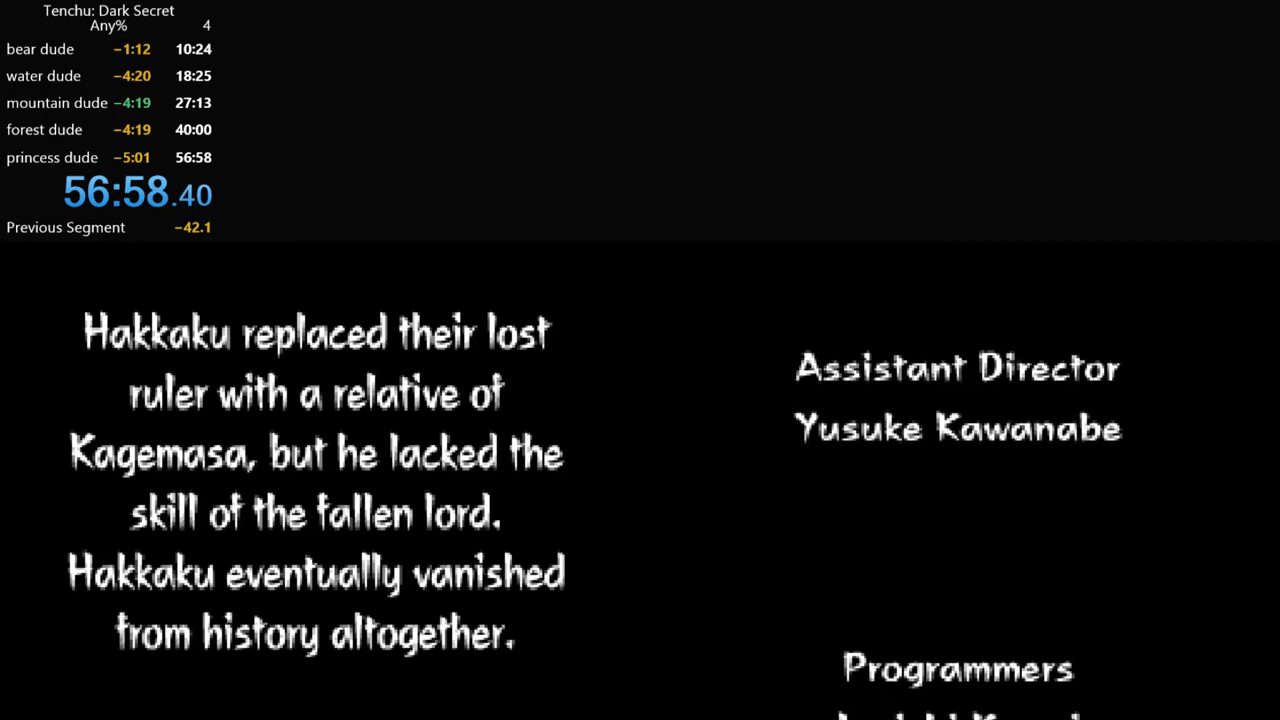 Tenchu: Dark Secret
Any% 4
bear dude −1:12 10:24
water dude −4:20 18:25
mountain dude −4:19 27:13
forest dude −4:19 40:00
princess dude −5:01 56:58
56:58.40
Previous Segment −42.1
Hakkaku replaced their lost
ruler with a relative of
Kagemasa, but he lacked the
skill of the fallen lord.
Hakkaku eventually vanished
from history altogether.
Assistant Director
Yusuke Kawanabe
Programmers